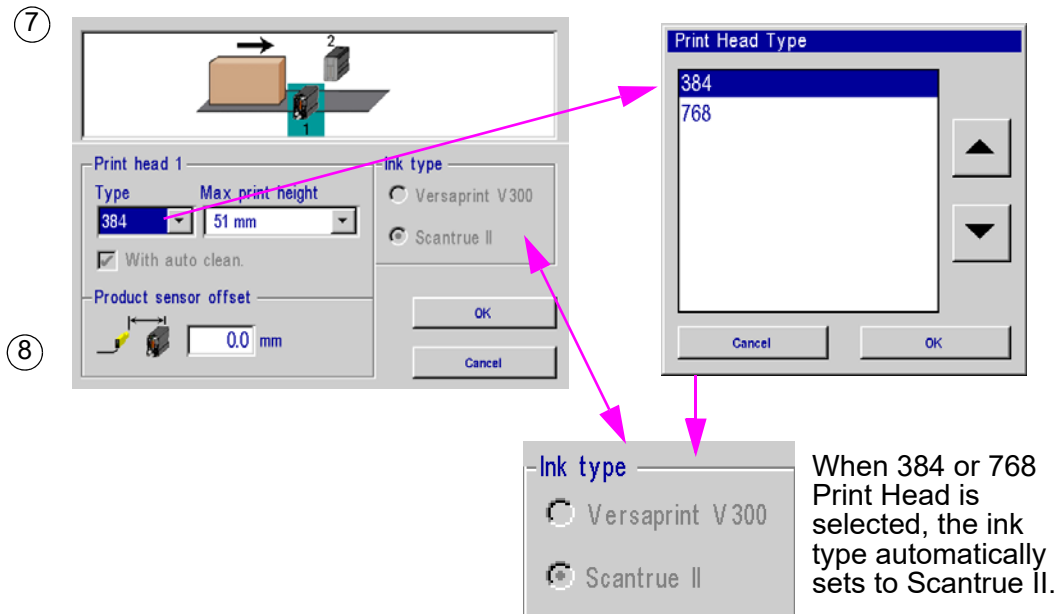 7
2
1
Print head 1
Type Max print height
384 51 mm
With auto clean.
Product sensor offset
0.0 mm
Ink type
Versaprint V300
Scantrue II
OK
Cancel
8
Print Head Type
384
768
Cancel OK
Ink type
Versaprint V300
Scantrue II
When 384 or 768
Print Head is
selected, the ink
type automatically
sets to Scantrue II.